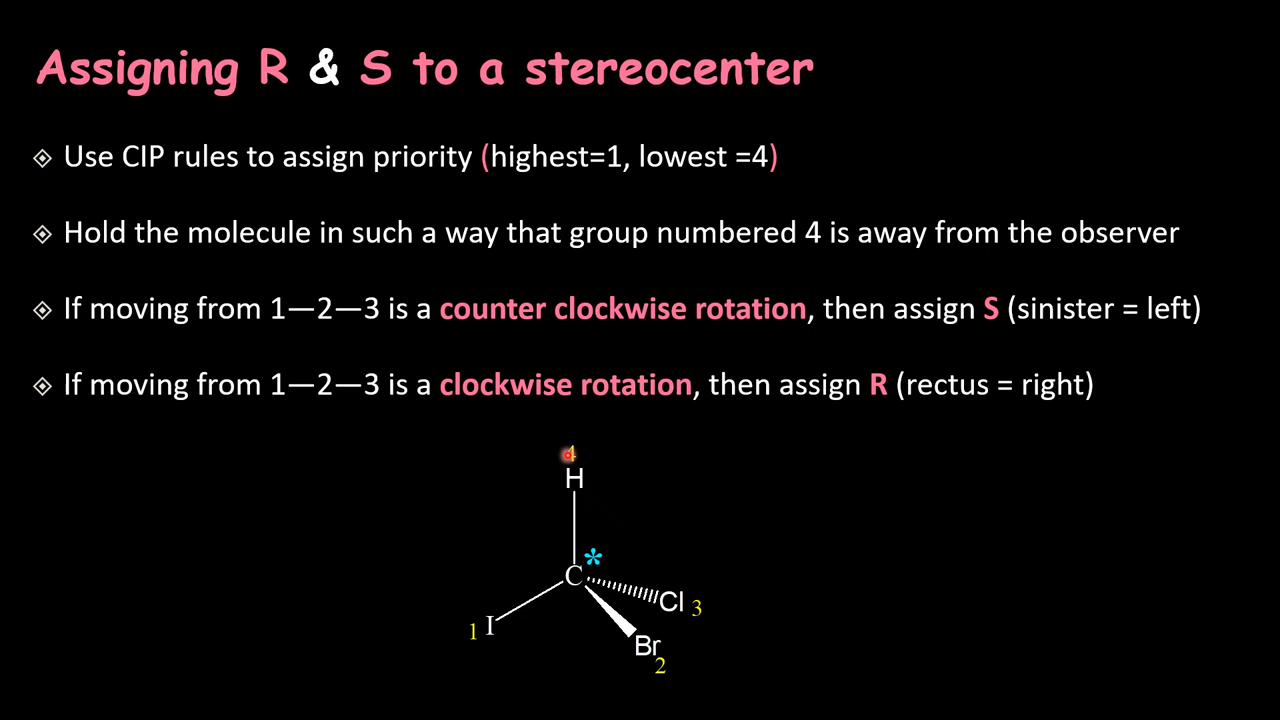 Assigning R & S to a stereocenter
Use CIP rules to assign priority (highest=1, lowest =4)
Hold the molecule in such a way that group numbered 4 is away from the observer
If moving from 1—2—3 is a counter clockwise rotation, then assign S (sinister = left)
If moving from 1—2—3 is a clockwise rotation, then assign R (rectus = right)
4
H
*
C
Cl 3
1 I
Br
2